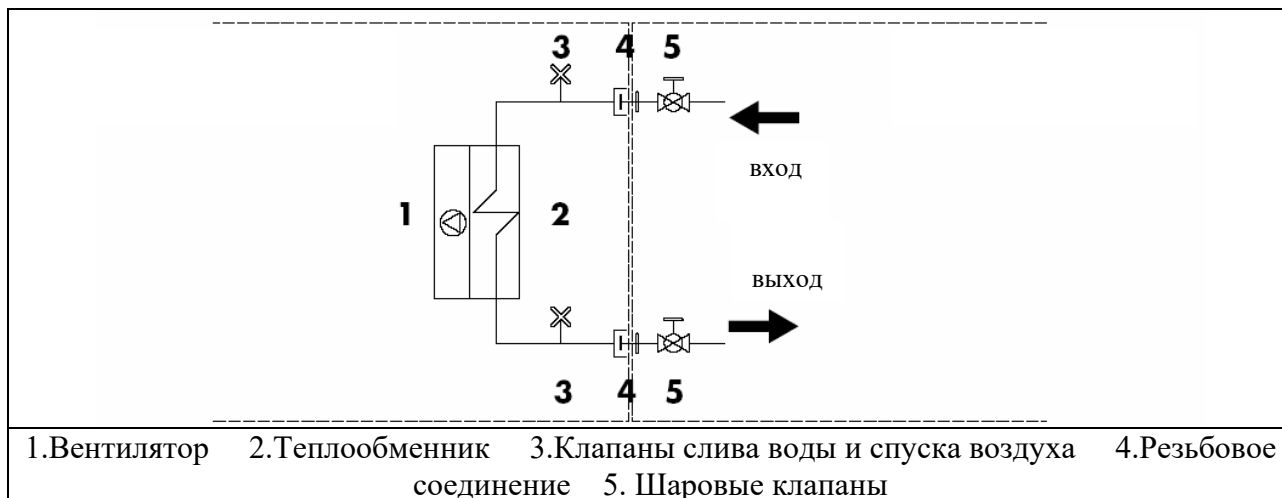 3 4 5
вход
1 2
выход
3 4 5
1.Вентилятор 2.Теплообменник 3.Клапаны слива воды и спуска воздуха 4.Резьбовое
соединение 5. Шаровые клапаны